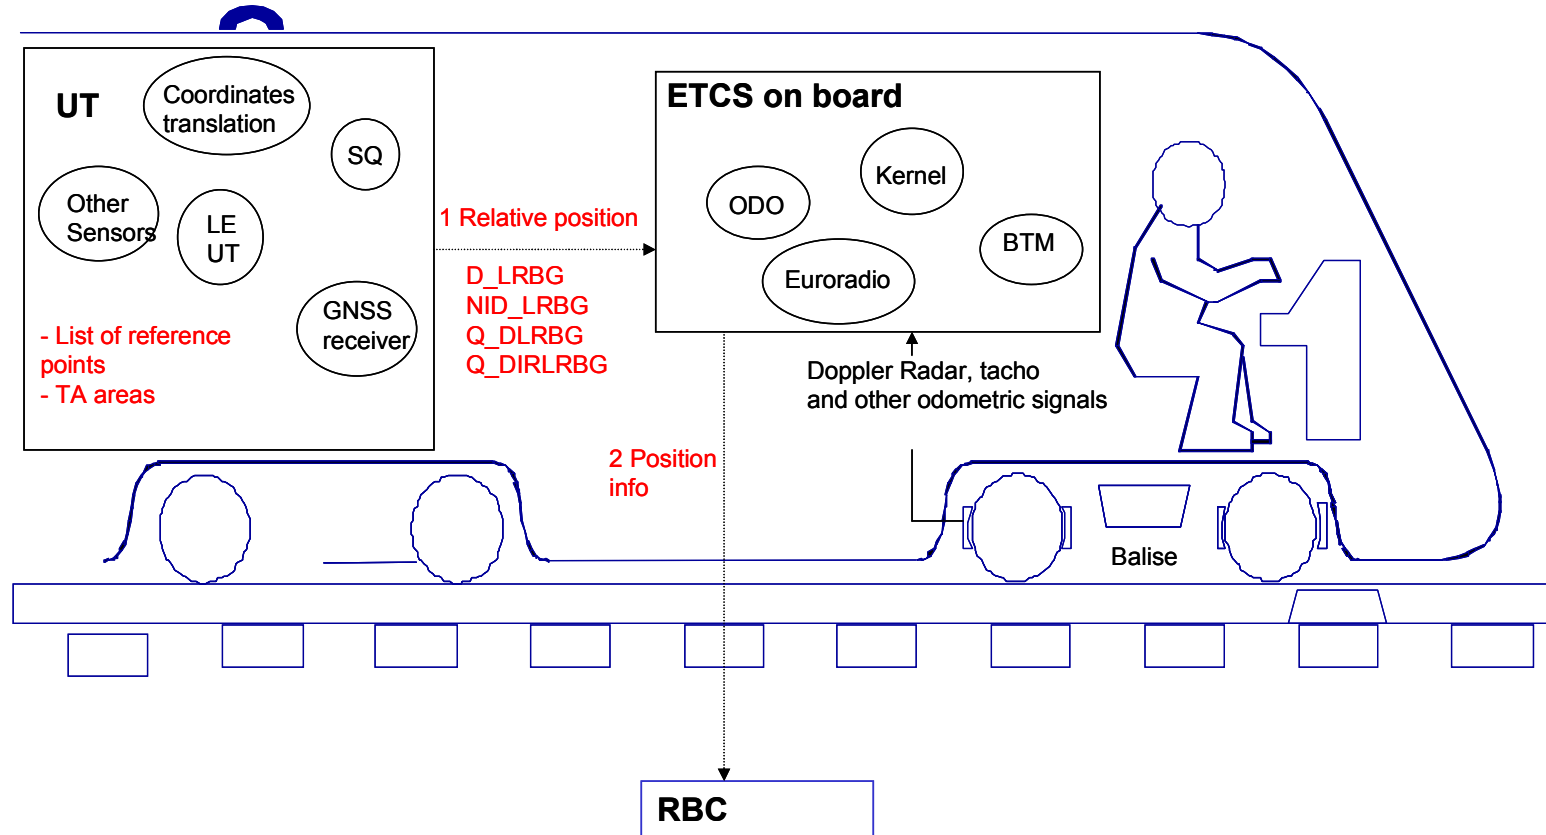 UT
Coordinates
translation
SQ
Other
Sensors
LE
UT
GNSS
receiver
- List of reference
points
- TA areas
1 Relative position
D_LRBG
NID_LRBG
Q_DLRBG
Q_DIRLRBG
ETCS on board
Kernel
ODO
BTM
Euroradio
Doppler Radar, tacho
and other odometric signals
2 Position
info
Balise
RBC